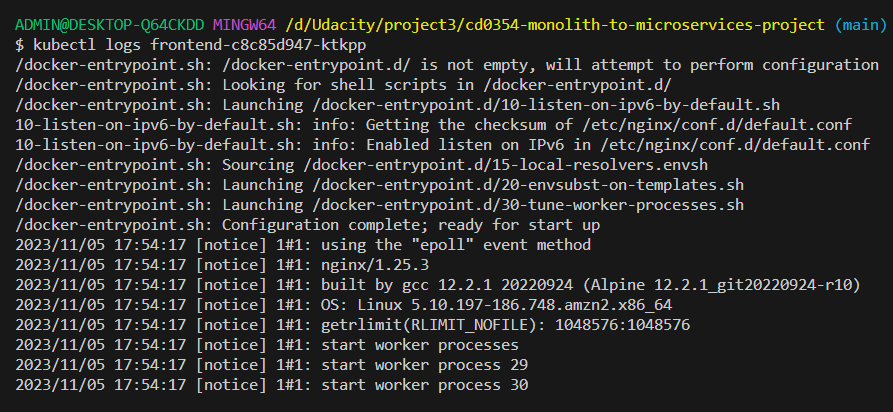 ADMIN@DESKTOP-Q64CKDD MINGW64 /d/Udacity/project3/cd0354-monolith-to-microservices-project (main)
$ kubectl logs frontend-c8c85d947-ktkpp
/docker-entrypoint.sh: /docker-entrypoint.d/ is not empty, will attempt to perform configuration
/docker-entrypoint.sh: Looking for shell scripts in /docker-entrypoint.d/
/docker-entrypoint.sh: Launching /docker-entrypoint.d/10-listen-on-ipv6-by-default.sh
10-listen-on-ipv6-by-default.sh: info: Getting the checksum of /etc/nginx/conf.d/default.conf
10-listen-on-ipv6-by-default.sh: info: Enabled listen on IPv6 in /etc/nginx/conf.d/default.conf
/docker-entrypoint.sh: Sourcing /docker-entrypoint.d/15-local-resolvers.envsh
/docker-entrypoint.sh: Launching /docker-entrypoint.d/20-envsubst-on-templates.sh
/docker-entrypoint.sh: Launching /docker-entrypoint.d/30-tune-worker-processes.sh
/docker-entrypoint.sh: Configuration complete; ready for start up
2023/11/05 17:54:17 [notice] 1#1: using the "epoll" event method
2023/11/05 17:54:17 [notice] 1#1: nginx/1.25.3
2023/11/05 17:54:17 [notice] 1#1: built by gcc 12.2.1 20220924 (Alpine 12.2.1_git20220924-r10)
2023/11/05 17:54:17 [notice] 1#1: OS: Linux 5.10.197-186.748.amzn2.x86_64
2023/11/05 17:54:17 [notice] 1#1: getrlimit(RLIMIT_NOFILE): 1048576:1048576
2023/11/05 17:54:17 [notice] 1#1: start worker processes
2023/11/05 17:54:17 [notice] 1#1: start worker process 29
2023/11/05 17:54:17 [notice] 1#1: start worker process 30